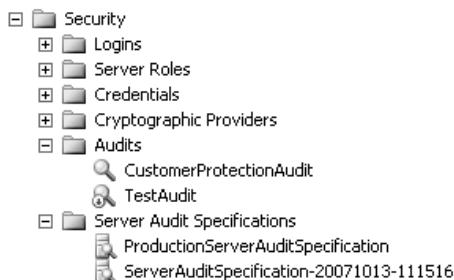 Security
Logins
Server Roles
Credentials
Cryptographic Providers
Audits
CustomerProtectionAudit
TestAudit
Server Audit Specifications
ProductionServerAuditSpecification
ServerAuditSpecification-20071013-111516